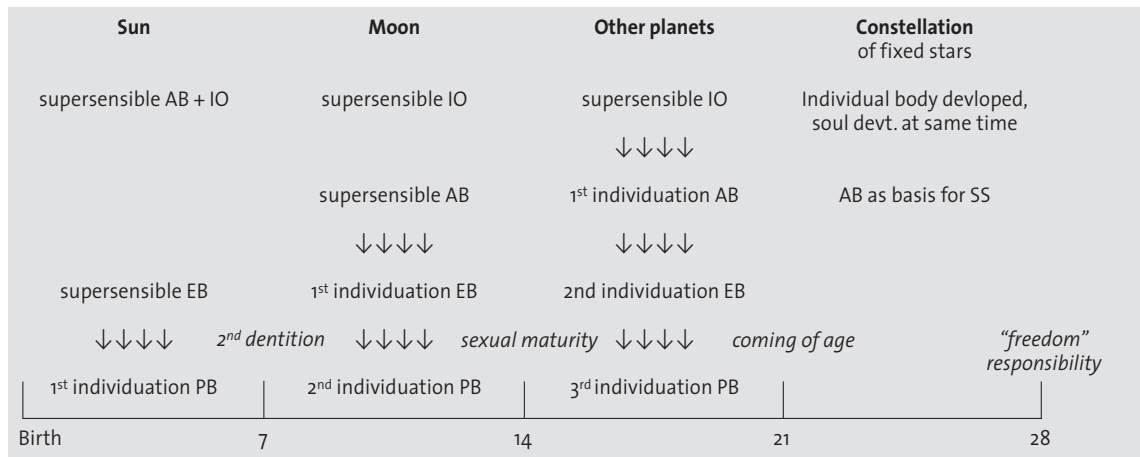 Sun Moon Other planets Constellation
of fixed stars
supersensible AB + IO supersensible IO supersensible IO Individual body devloped,
soul devt. at same time
↓↓↓↓
supersensible AB 1st individuation AB AB as basis for SS
↓↓↓↓ ↓↓↓↓
supersensible EB 1st individuation EB 2nd individuation EB
↓↓↓↓ 2nd dentition ↓↓↓↓ sexual maturity ↓↓↓↓ coming of age "freedom"
responsibility
1st individuation PB 2nd individuation PB 3rd individuation PB
Birth 7 14 21 28